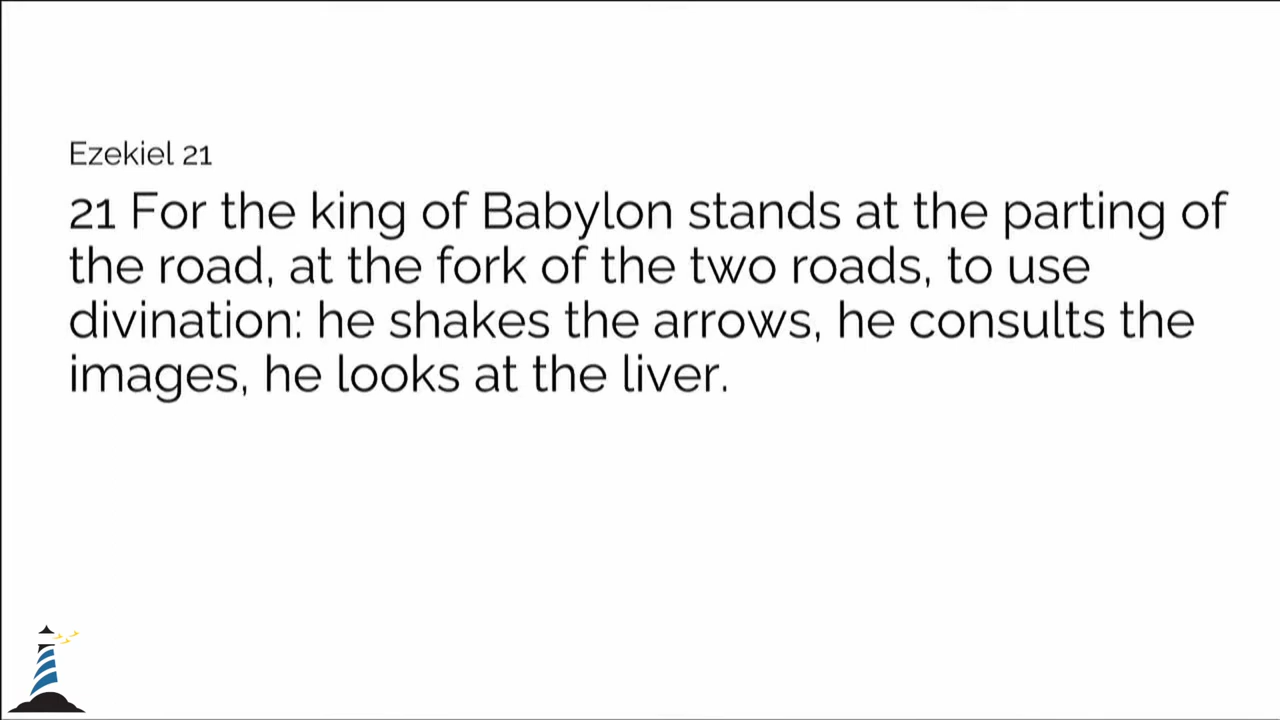 Ezekiel 21
21 For the king of Babylon stands at the parting of
the road, at the fork of the two roads, to use
divination: he shakes the arrows, he consults the
images, he looks at the liver.